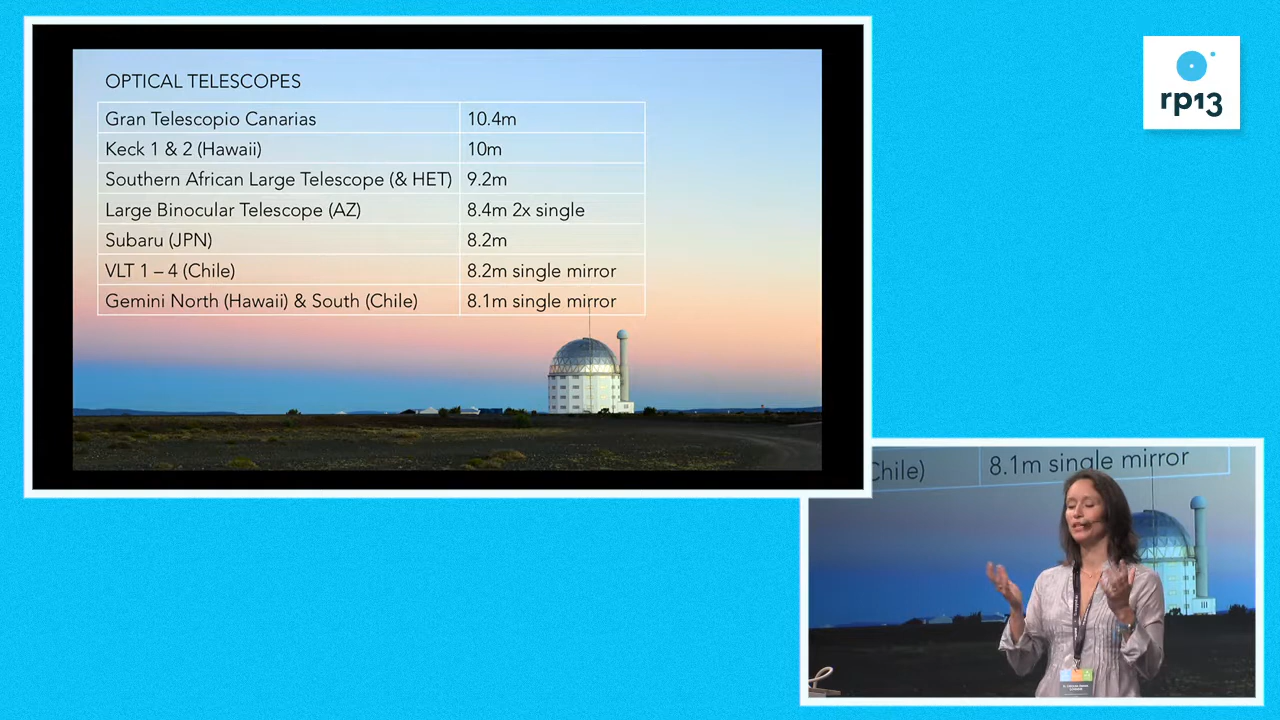 OPTICAL TELESCOPES
Gran Telescopio Canarias 10.4m
Keck 1 & 2 (Hawaii) 10m
Southern African Large Telescope (& HET) 9.2m
Large Binocular Telescope (AZ) 8.4m 2x single
Subaru (JPN) 8.2m
VLT 1 – 4 (Chile) 8.2m single mirror
Gemini North (Hawaii) & South (Chile) 8.1m single mirror
rp13
Chile) 8.1m single mirror